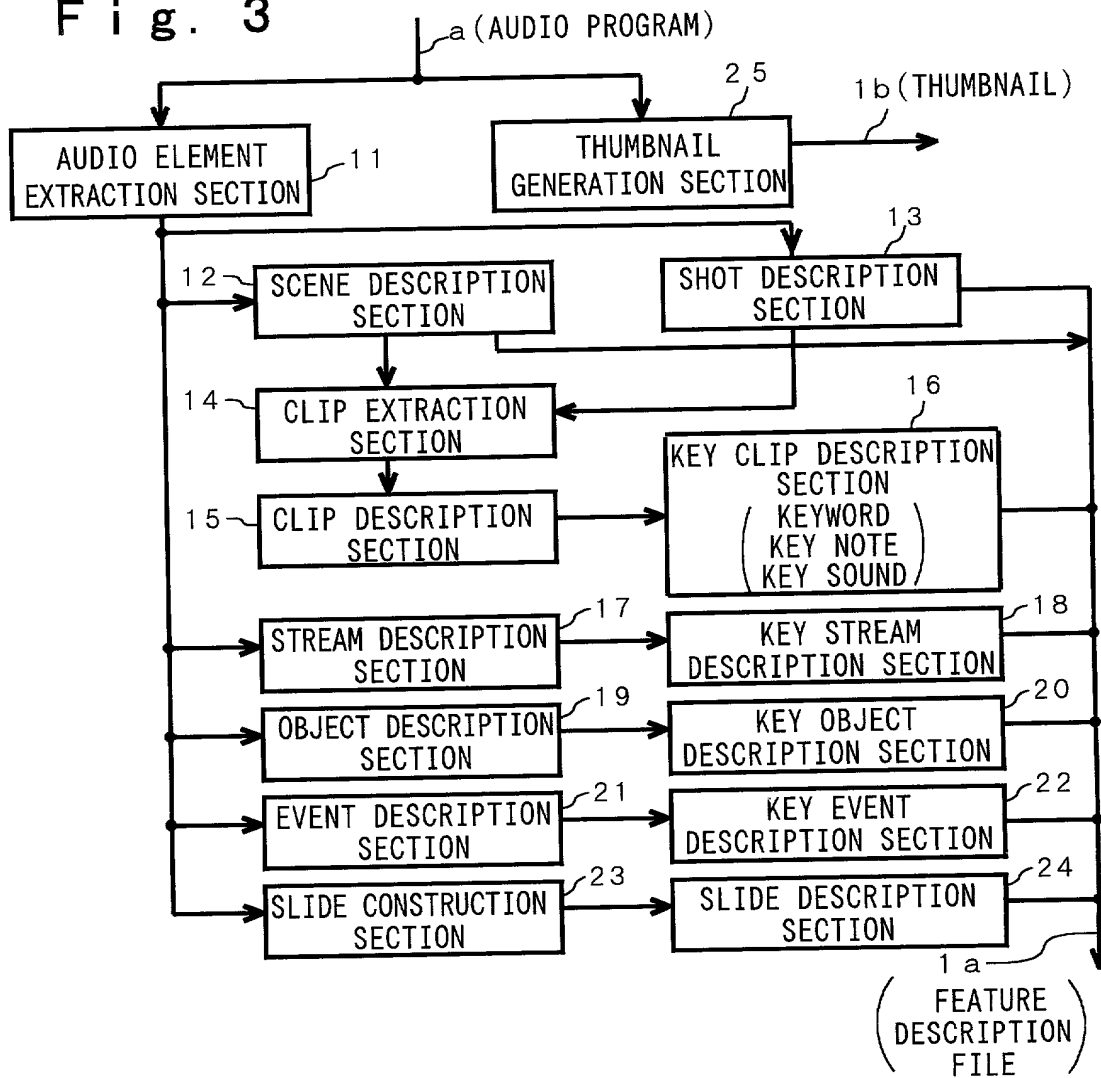 Fig. 3
a (AUDIO PROGRAM)
25
1b (THUMBNAIL)
AUDIO ELEMENT
EXTRACTION SECTION
11
THUMBNAIL
GENERATION SECTION
13
12
SCENE DESCRIPTION
SECTION
SHOT DESCRIPTION
SECTION
14
CLIP EXTRACTION
SECTION
16
KEY CLIP DESCRIPTION
SECTION
(KEYWORD
KEY NOTE
KEY SOUND)
15
CLIP DESCRIPTION
SECTION
STREAM DESCRIPTION
SECTION
17
KEY STREAM
DESCRIPTION SECTION
18
OBJECT DESCRIPTION
SECTION
19
KEY OBJECT
DESCRIPTION SECTION
20
EVENT DESCRIPTION
SECTION
21
KEY EVENT
DESCRIPTION SECTION
22
SLIDE CONSTRUCTION
SECTION
23
SLIDE DESCRIPTION
SECTION
24
1a
(FEATURE
DESCRIPTION
FILE)